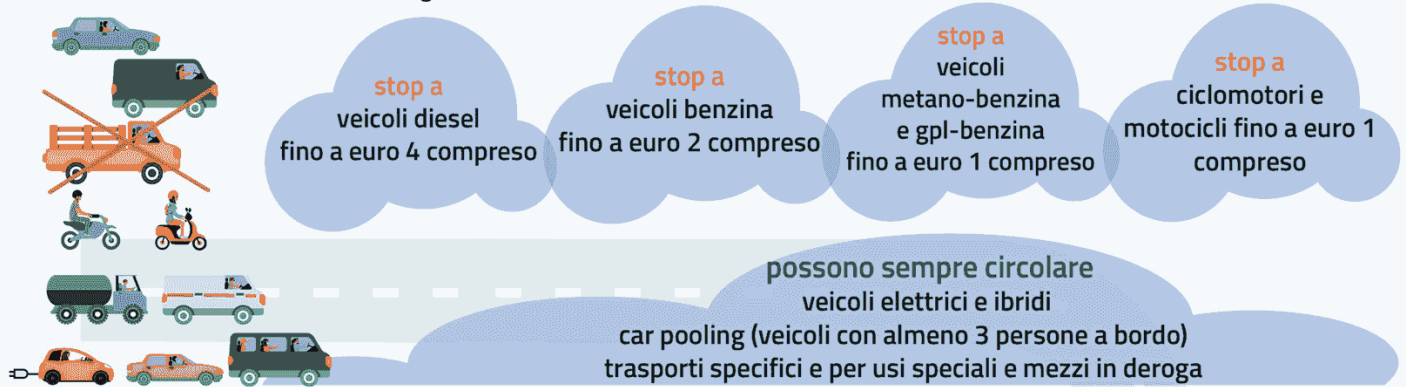 stop a
veicoli diesel
fino a euro 4 compreso
stop a
veicoli benzina
fino a euro 2 compreso
stop a
veicoli
metano-benzina
e gpl-benzina
fino a euro 1 compreso
stop a
ciclomotori e
motocicli fino a euro 1
compreso
possono sempre circolare
veicoli elettrici e ibridi
car pooling (veicoli con almeno 3 persone a bordo)
trasporti specifici e per usi speciali e mezzi in deroga